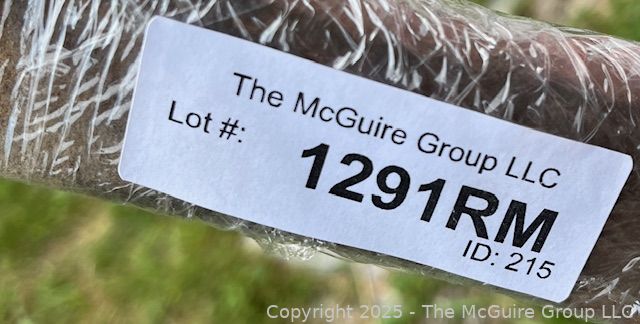 The McGuire Group LLC
Lot #:
1291RM
ID: 215
Copyright 2025 - The McGuire Group LLC